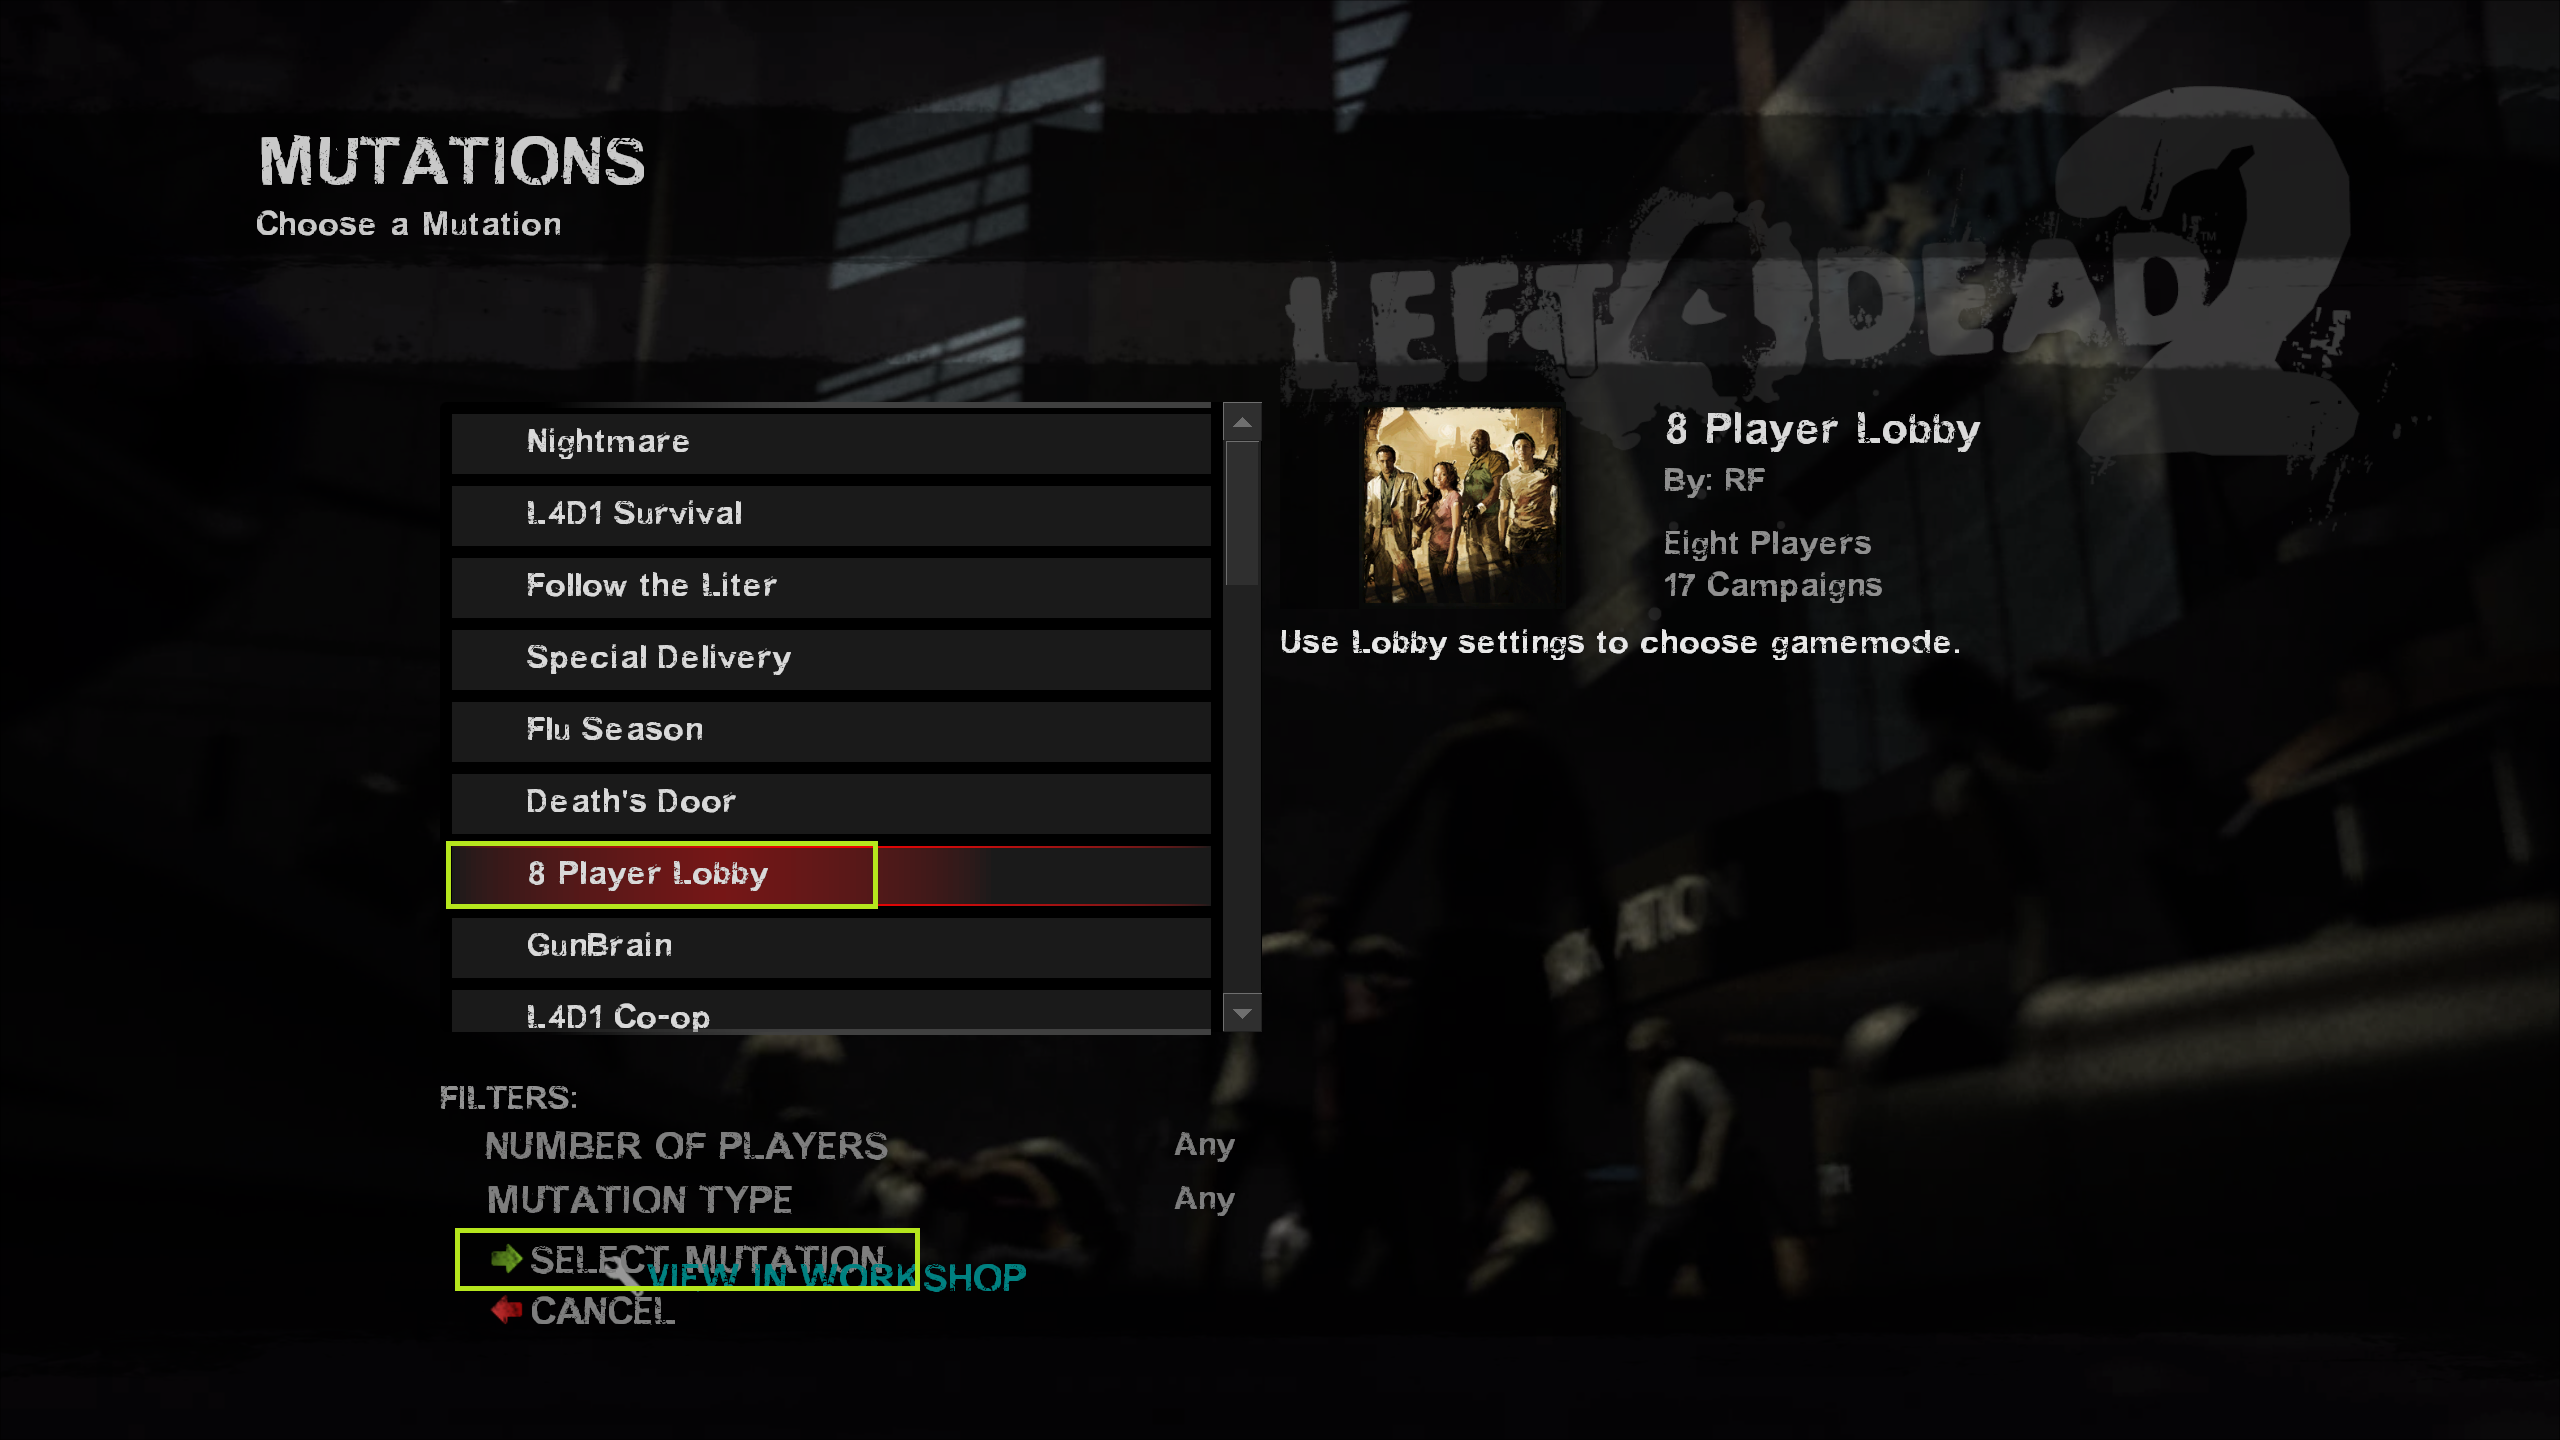 MUTATIONS
Choose a Mutation
LEFT 4 DEAD 2
™
Nightmare
L4D1 Survival
Follow the Liter
Special Delivery
Flu Season
Death's Door
8 Player Lobby
GunBrain
L4D1 Co-op
8 Player Lobby
By: RF
Eight Players
17 Campaigns
Use Lobby settings to choose gamemode.
FILTERS:
NUMBER OF PLAYERS Any
MUTATION TYPE Any
SELECT MUTATION
VIEW IN WORKSHOP
CANCEL